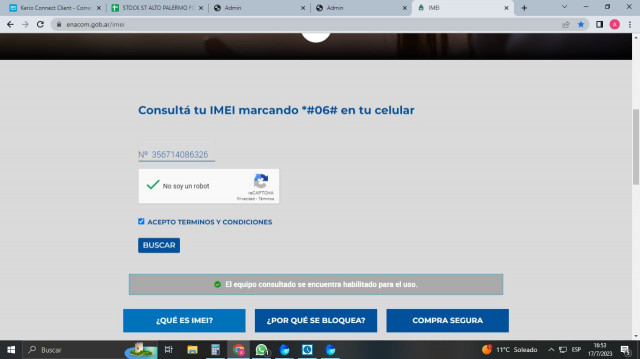 Kario Connect Client - Conv
STOCK ST ALTO PALERMO F
Admin
Admin
IMEI
enacom.gob.ar/imei
A
Consultá tu IMEI marcando *#06# en tu celular
Nº 356714086326
No soy un robot
reCAPTCHA
Privacidad - Términos
ACEPTO TERMINOS Y CONDICIONES
BUSCAR
El equipo consultado se encuentra habilitado para el uso.
¿QUÉ ES IMEI?
¿POR QUÉ SE BLOQUEA?
COMPRA SEGURA
Buscar
11°C Soleado
ESP
16:53
17/7/2023